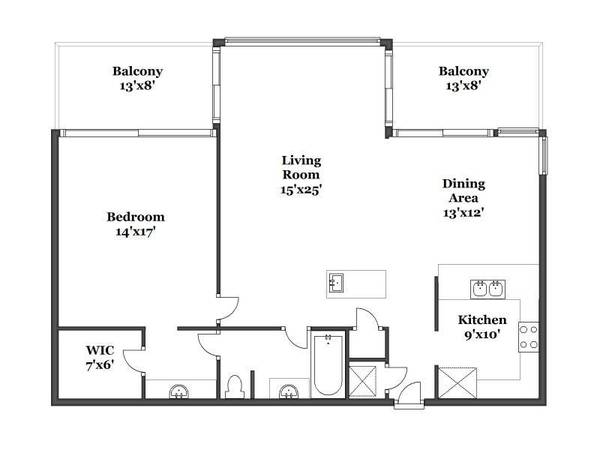 Balcony
13'x8'
Balcony
13'x8'
Living
Room
15'x25'
Dining
Area
13'x12'
Bedroom
14'x17'
WIC
7'x6'
Kitchen
9'x10'